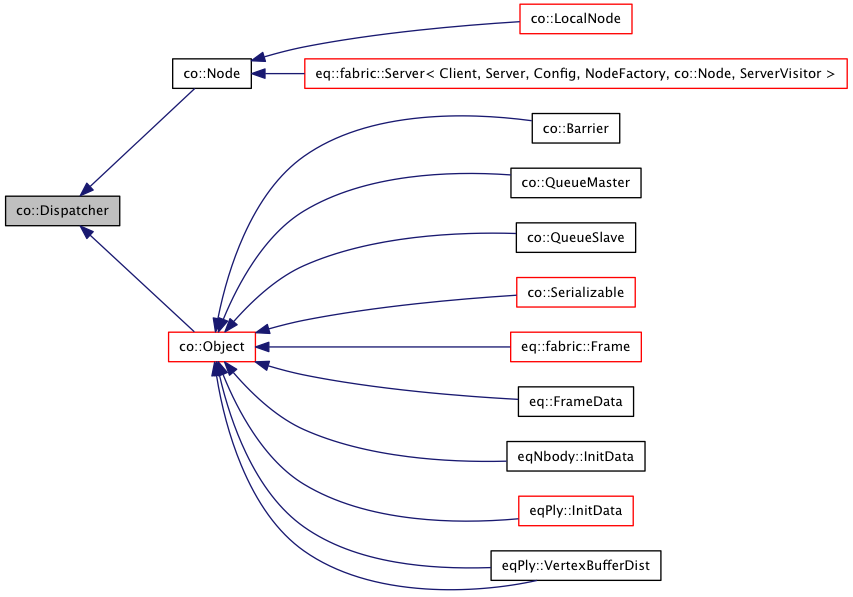 co::LocalNode
co::Node
eq::fabric::Server< Client, Server, Config, NodeFactory, co::Node, ServerVisitor >
co::Barrier
co::QueueMaster
co::Dispatcher
co::QueueSlave
co::Serializable
co::Object
eq::fabric::Frame
eq::FrameData
eqNbody::InitData
eqPly::InitData
eqPly::VertexBufferDist